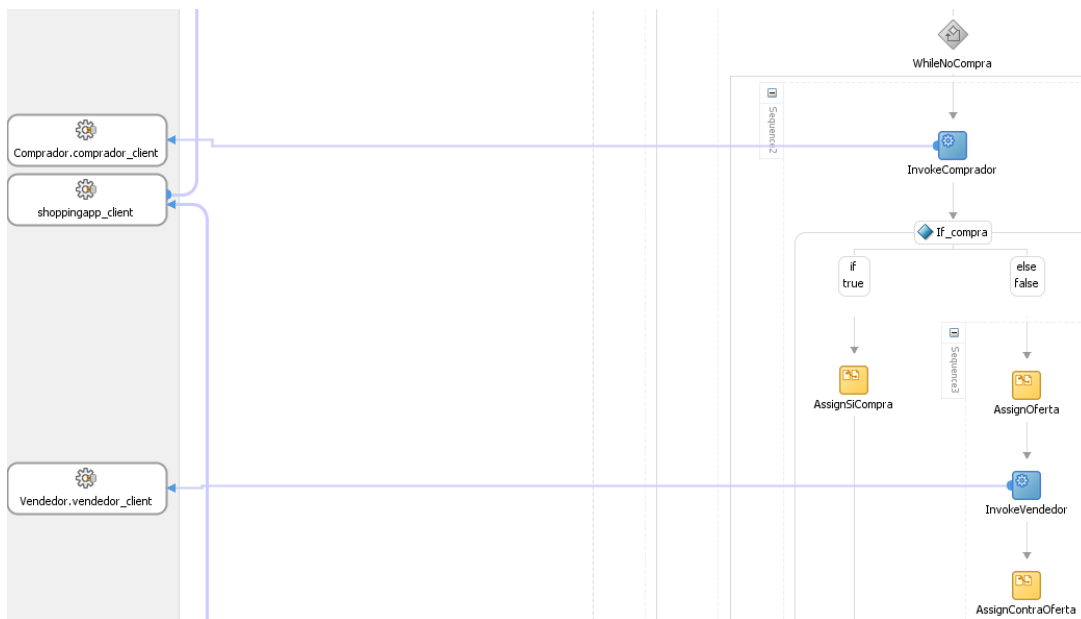 WhileNoCompra
Sequence2
Comprador.comprador_client
InvokeComprador
shoppingapp_client
If_compra
if
true
else
false
Sequence3
AssignSiCompra
AssignOferta
Vendedor.vendedor_client
InvokeVendedor
AssignContraOferta